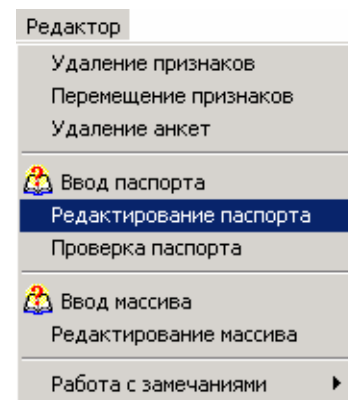 Редактор
Удаление признаков
Перемещение признаков
Удаление анкет
Ввод паспорта
Редактирование паспорта
Проверка паспорта
Ввод массива
Редактирование массива
Работа с замечаниями